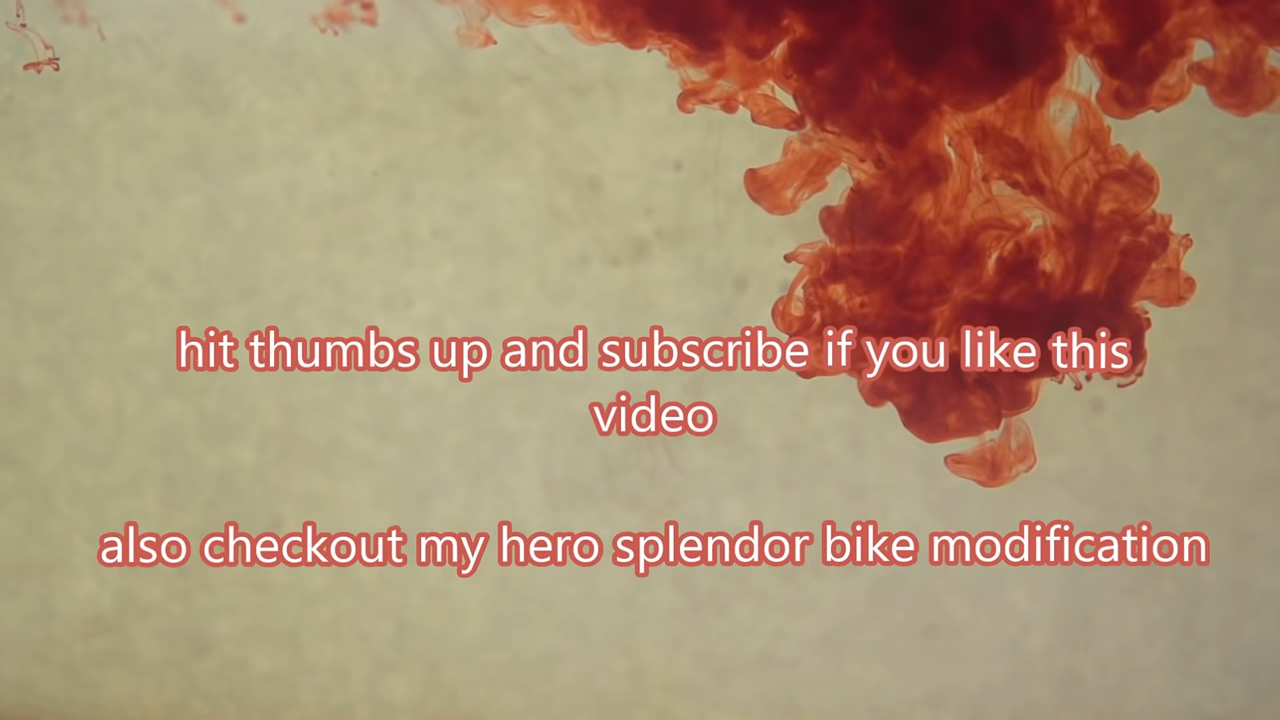 hit thumbs up and subscribe if you like this
video
also checkout my hero splendor bike modification